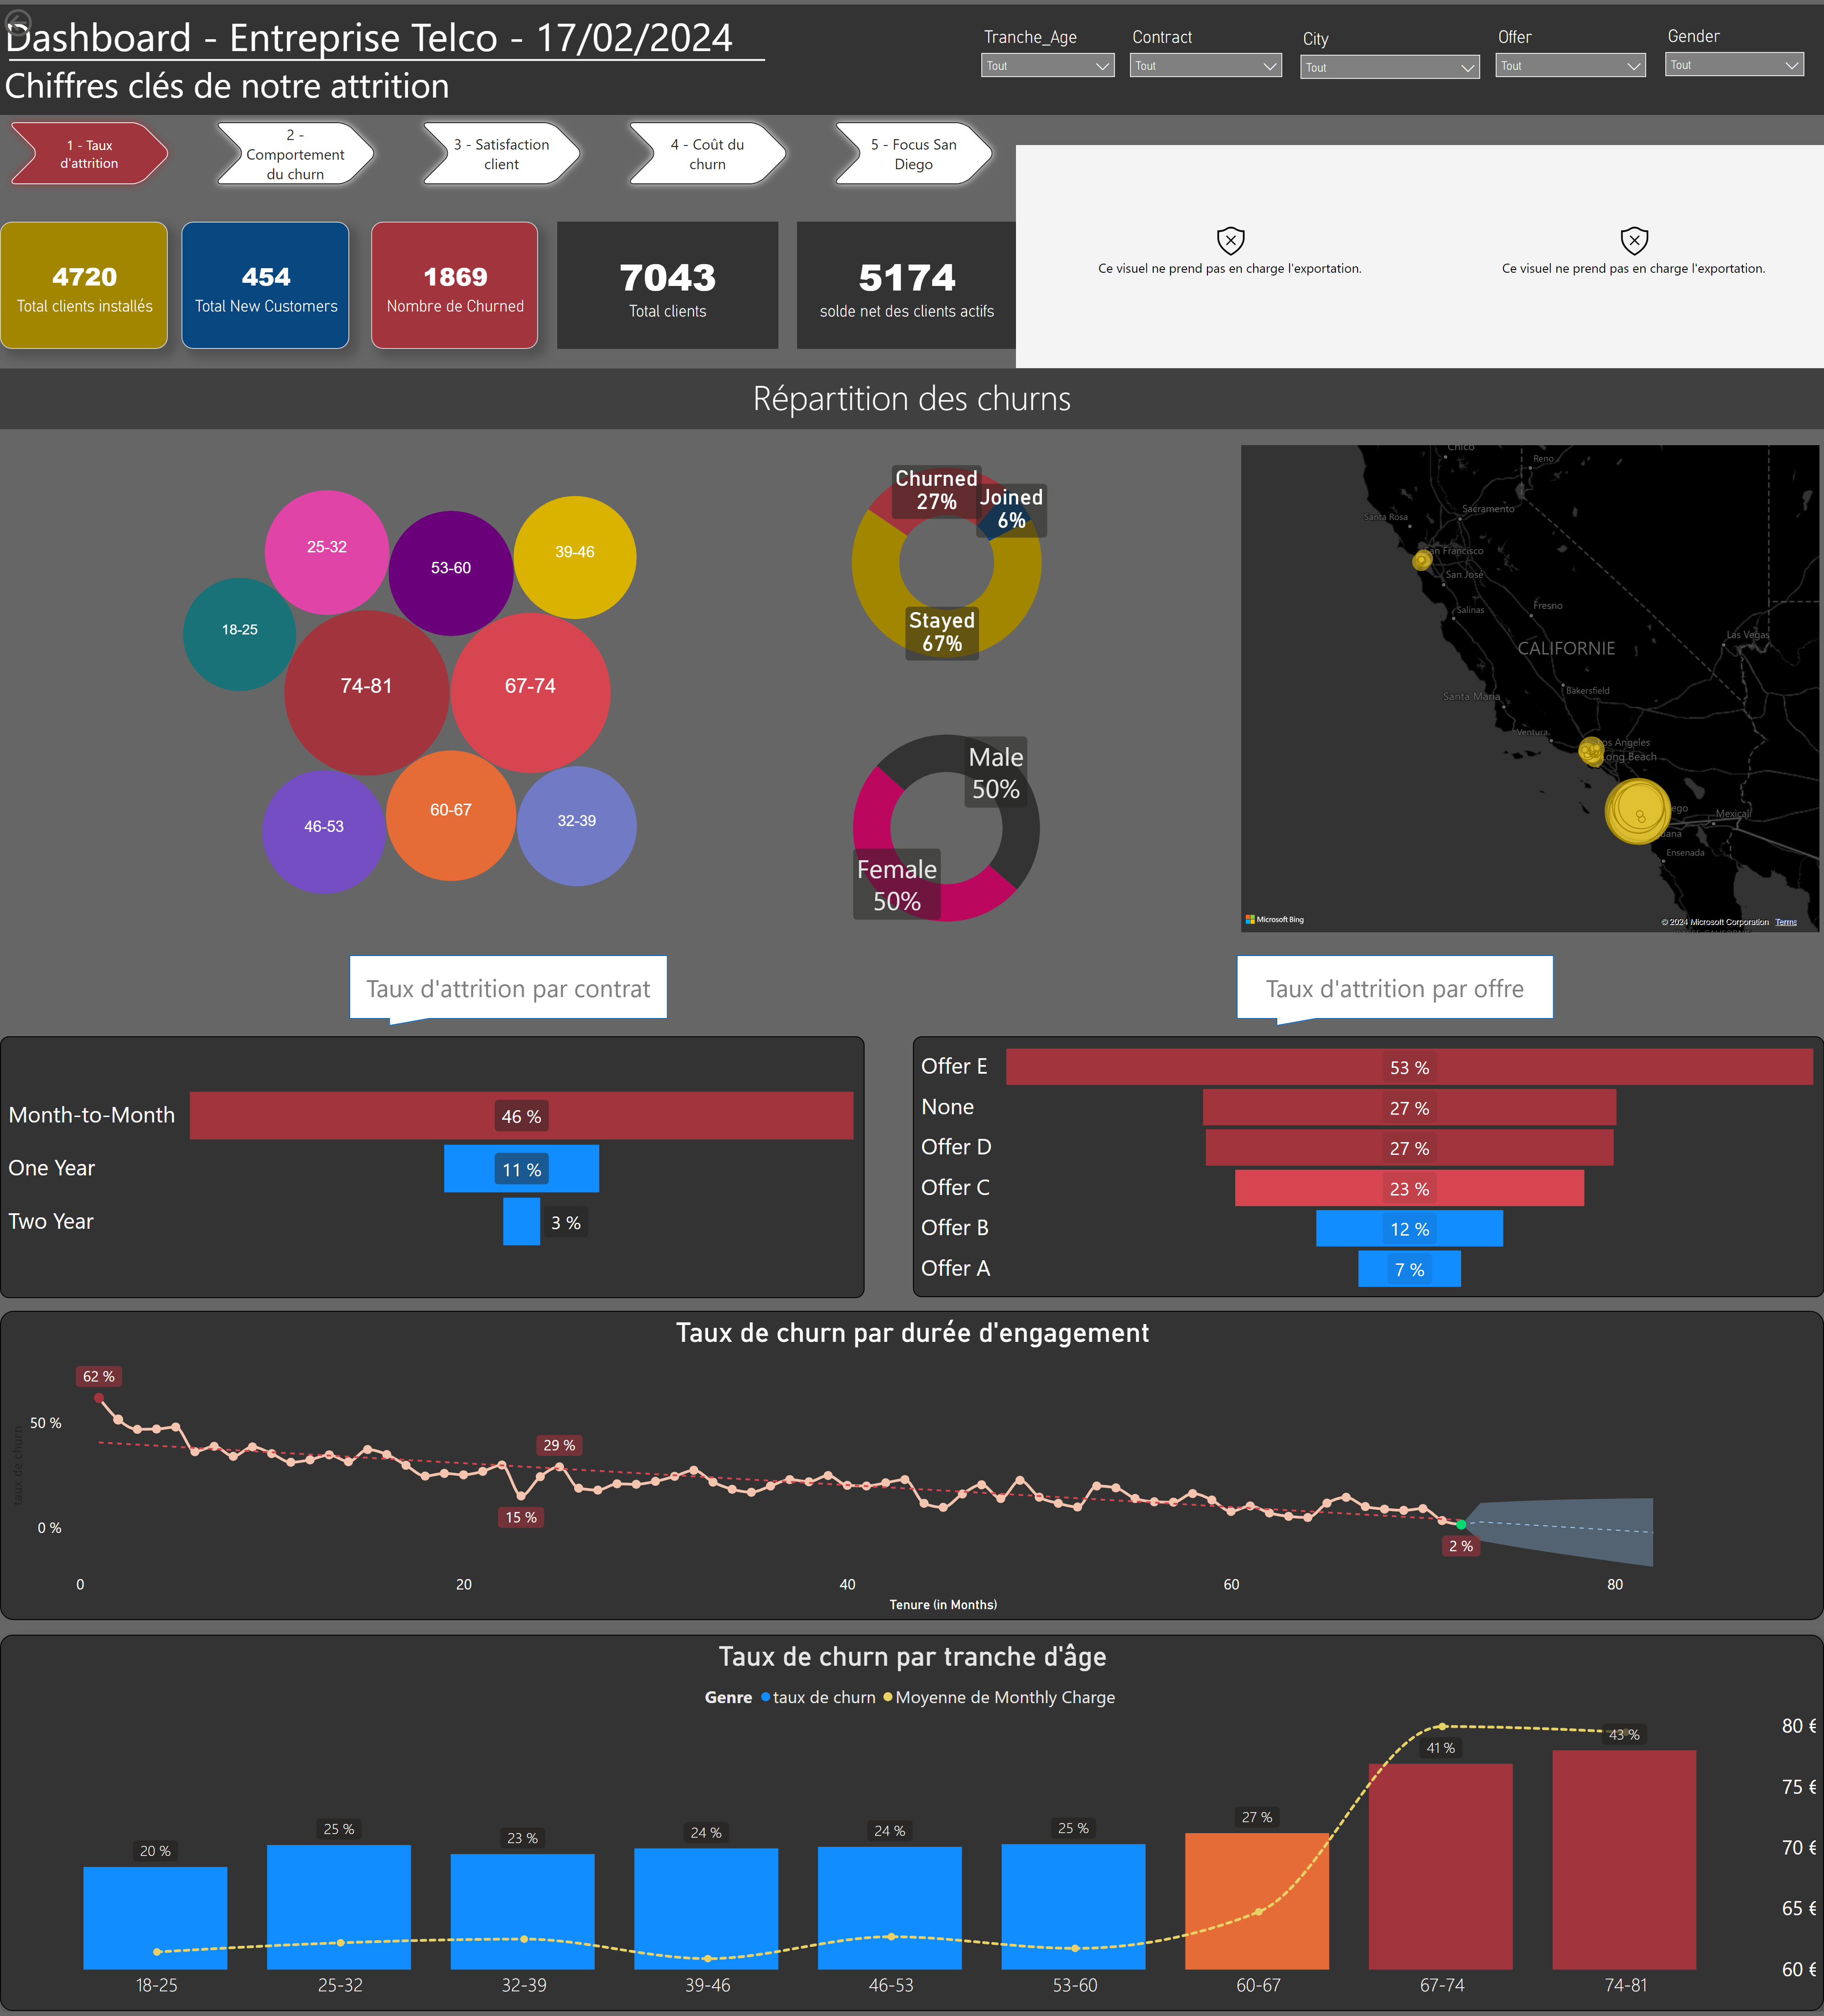 Dashboard - Entreprise Telco - 17/02/2024
Chiffres clés de notre attrition
Tranche_Age
Tout
Contract
Tout
City
Tout
Offer
Tout
Gender
Tout
1 - Taux
d'attrition
2 -
Comportement
du churn
3 - Satisfaction
client
4 - Coût du
churn
5 - Focus San
Diego
4720
Total clients installés
454
Total New Customers
1869
Nombre de Churned
7043
Total clients
5174
solde net des clients actifs
Ce visuel ne prend pas en charge l'exportation.
Ce visuel ne prend pas en charge l'exportation.
Répartition des churns
25-32
53-60
39-46
18-25
74-81
67-74
46-53
60-67
32-39
Churned
27%
Joined
6%
Stayed
67%
Male
50%
Female
50%
Chico
Reno
Santa Rosa
Sacramento
San Francisco
San José
Salinas
Fresno
Las Vegas
CALIFORNIE
Santa Maria
Bakersfield
Ventura
Los Angeles
Long Beach
Mexicali
Ensenada
Microsoft Bing
© 2024 Microsoft Corporation Terms
Taux d'attrition par contrat
Month-to-Month
46 %
One Year
11 %
Two Year
3 %
Taux d'attrition par offre
Offer E
53 %
None
27 %
Offer D
27 %
Offer C
23 %
Offer B
12 %
Offer A
7 %
Taux de churn par durée d'engagement
taux de churn
50 %
0 %
62 %
15 %
29 %
2 %
0
20
40
60
80
Tenure (in Months)
Taux de churn par tranche d'âge
Genre taux de churn Moyenne de Monthly Charge
20 %
25 %
23 %
24 %
24 %
25 %
27 %
41 %
43 %
80 €
75 €
70 €
65 €
60 €
18-25
25-32
32-39
39-46
46-53
53-60
60-67
67-74
74-81